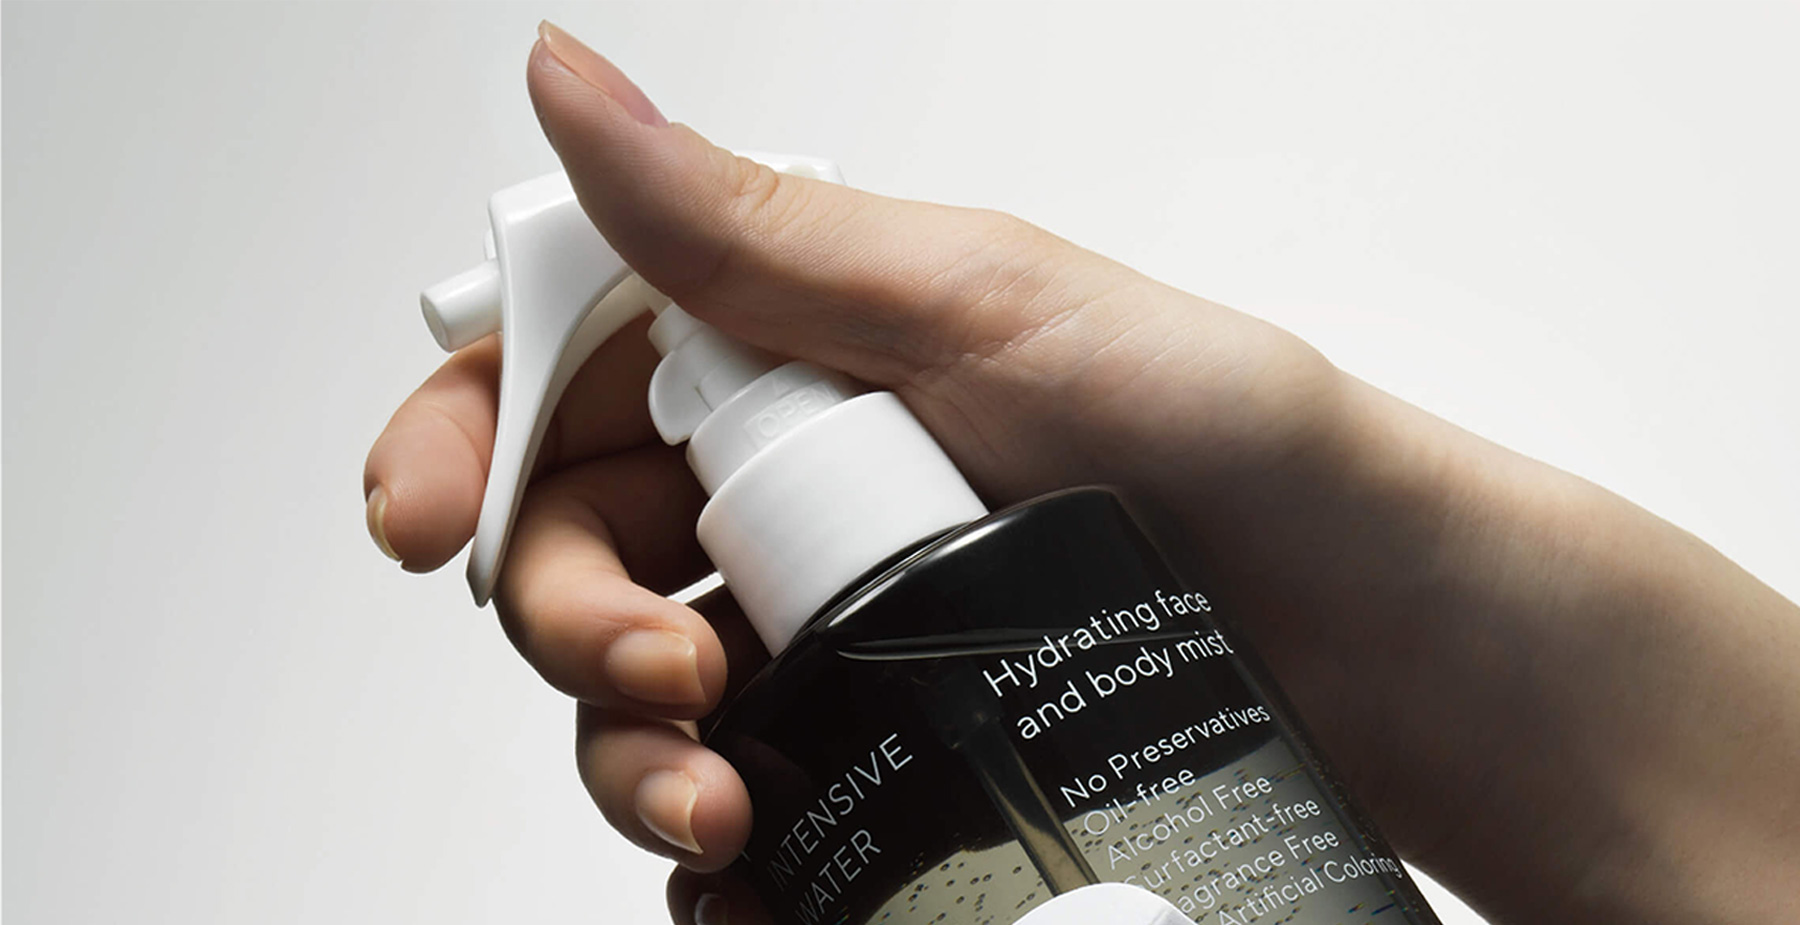 OPEN
Hydrating face
and body mist
INTENSIVE
WATER
No Preservatives
Oil-free
Alcohol Free
Surfactant-free
agrance Free
Artificial Coloring